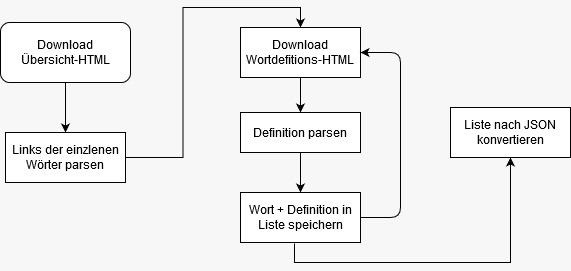 Download
Übersicht-HTML
Links der einzlenen
Wörter parsen
Download
Wortdefitions-HTML
Definition parsen
Wort + Definition in
Liste speichern
Liste nach JSON
konvertieren